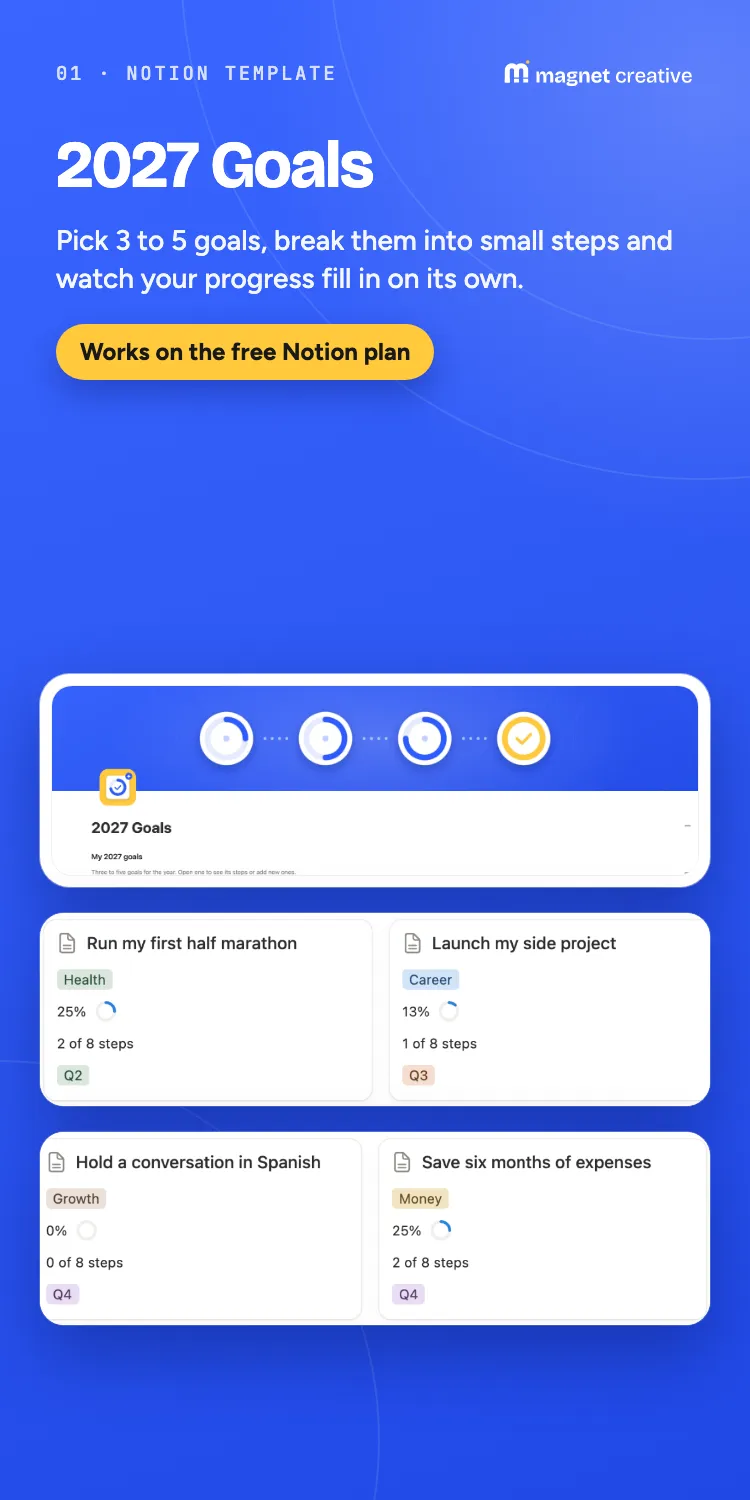 01 · NOTION TEMPLATE
magnet creative
2027 Goals
Pick 3 to 5 goals, break them into small steps and
watch your progress fill in on its own.
Works on the free Notion plan
2027 Goals
My 2027 goals
Three to five goals for the year. Open one to see its steps or add new ones.
Run my first half marathon
Health
25%
2 of 8 steps
Q2
Launch my side project
Career
13%
1 of 8 steps
Q3
Hold a conversation in Spanish
Growth
0%
0 of 8 steps
Q4
Save six months of expenses
Money
25%
2 of 8 steps
Q4